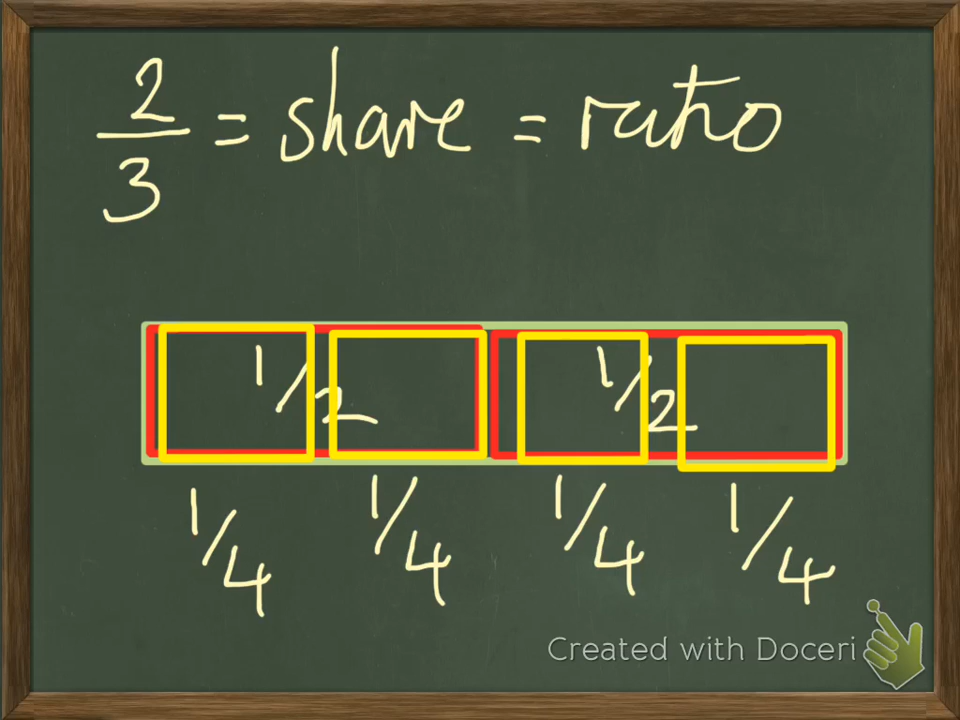 2/3 = share = ratio
1/2 1/2
1/4 1/4 1/4 1/4
Created with Doceri